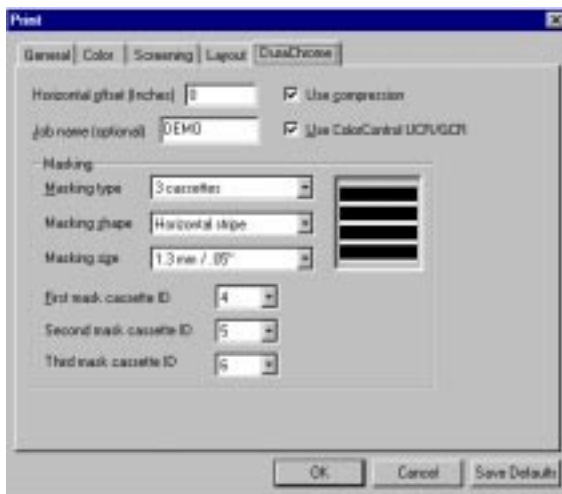 Print
General Color Screening Layout DuraChrome
Horizontal offset (Inches) 0 Use compression
Job name (optional) DEMO Use ColorControl UCR/GCR
Masking
Masking type 3 cassettes
Masking shape Horizontal stripe
Masking size 1.3 mm / .05"
First mask cassette ID 4
Second mask cassette ID 5
Third mask cassette ID 6
OK Cancel Save Defaults